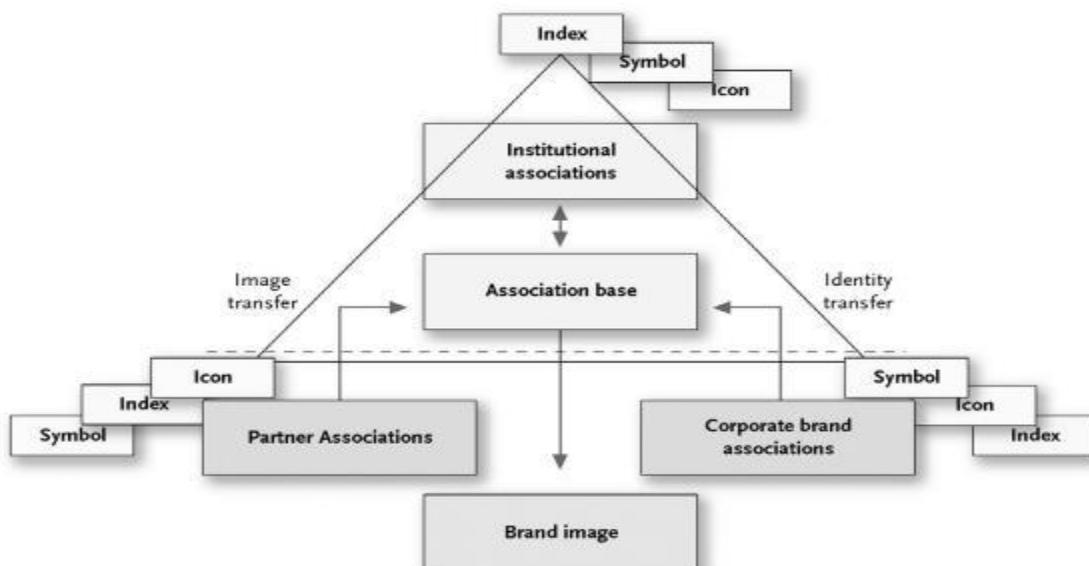 Index
Symbol
Icon
Institutional
associations
Image
transfer
Association base
Identity
transfer
Icon
Index
Symbol
Partner Associations
Symbol
Icon
Index
Corporate brand
associations
Brand image